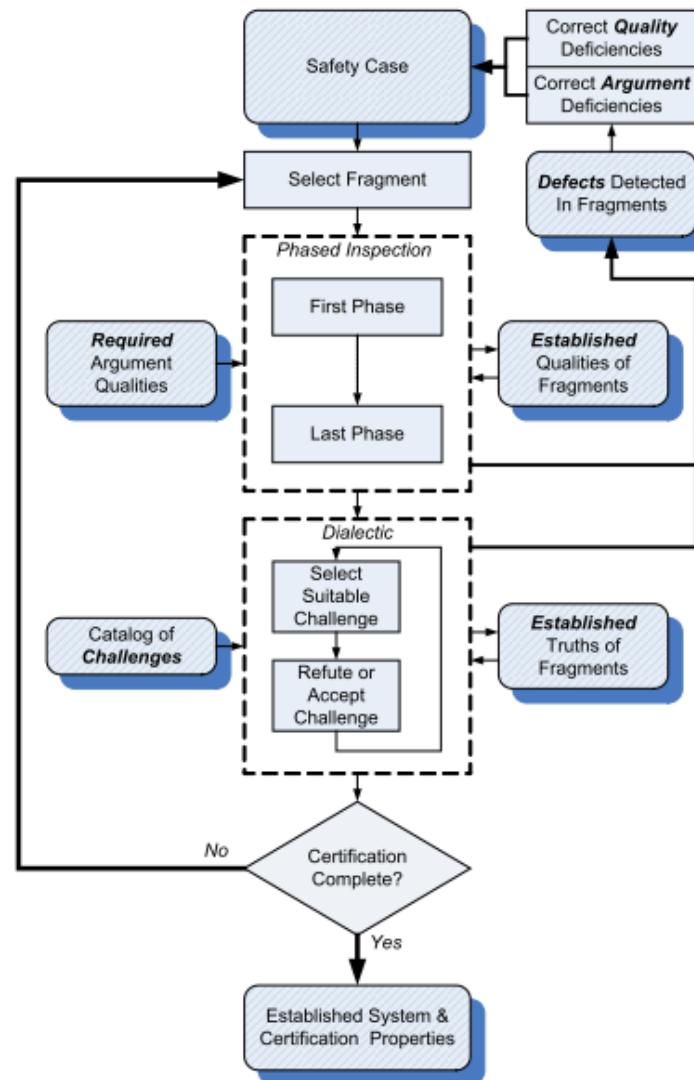 Safety Case
Correct Quality
Deficiencies
Correct Argument
Deficiencies
Select Fragment
Defects Detected
In Fragments
Phased Inspection
First Phase
Required
Argument
Qualities
Established
Qualities of
Fragments
Last Phase
Dialectic
Select
Suitable
Challenge
Catalog of
Challenges
Established
Truths of
Fragments
Refute or
Accept
Challenge
No
Certification
Complete?
Yes
Established System &
Certification Properties